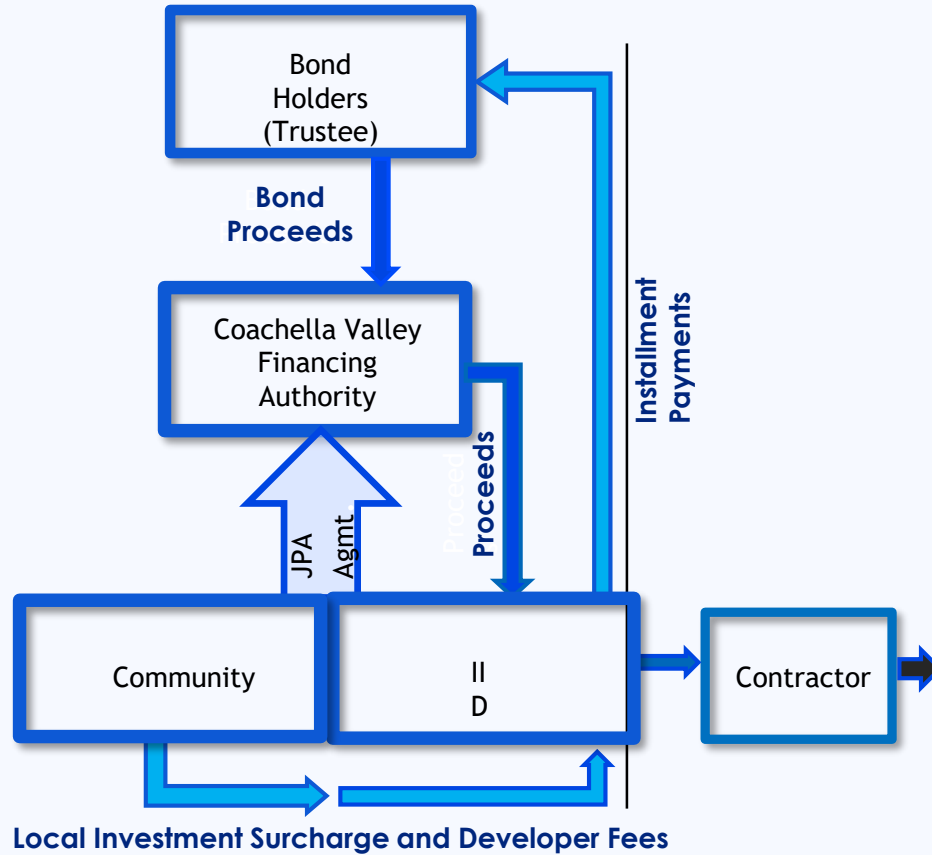 Bond
Holders
(Trustee)
Bond
Proceeds
Coachella Valley
Financing
Authority
Installment
Payments
Proceed
Proceeds
JPA
Agmt.
Community
II
D
Contractor
Local Investment Surcharge and Developer Fees